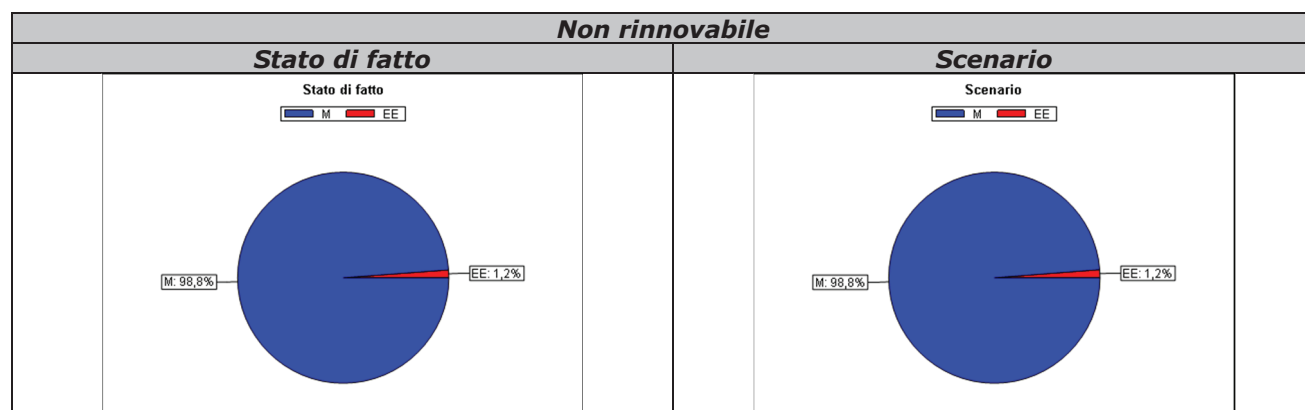 Non rinnovabile
Stato di fatto Scenario
Stato di fatto
M EE
M: 98,8%
EE: 1,2%
Scenario
M EE
M: 98,8%
EE: 1,2%